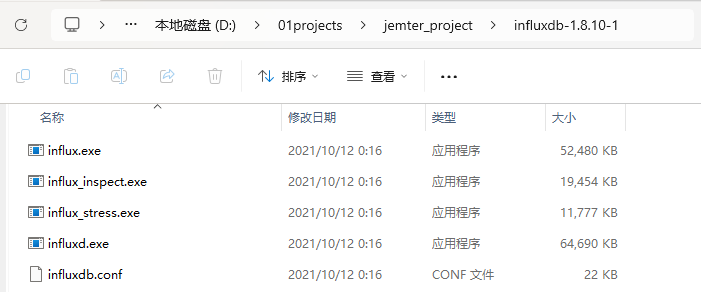 本地磁盘 (D:) > 01projects > jemter_project > influxdb-1.8.10-1
排序 查看
名称 修改日期 类型 大小
influx.exe 2021/10/12 0:16 应用程序 52,480 KB
influx_inspect.exe 2021/10/12 0:16 应用程序 19,454 KB
influx_stress.exe 2021/10/12 0:16 应用程序 11,777 KB
influxd.exe 2021/10/12 0:16 应用程序 64,690 KB
influxdb.conf 2021/10/12 0:16 CONF 文件 22 KB